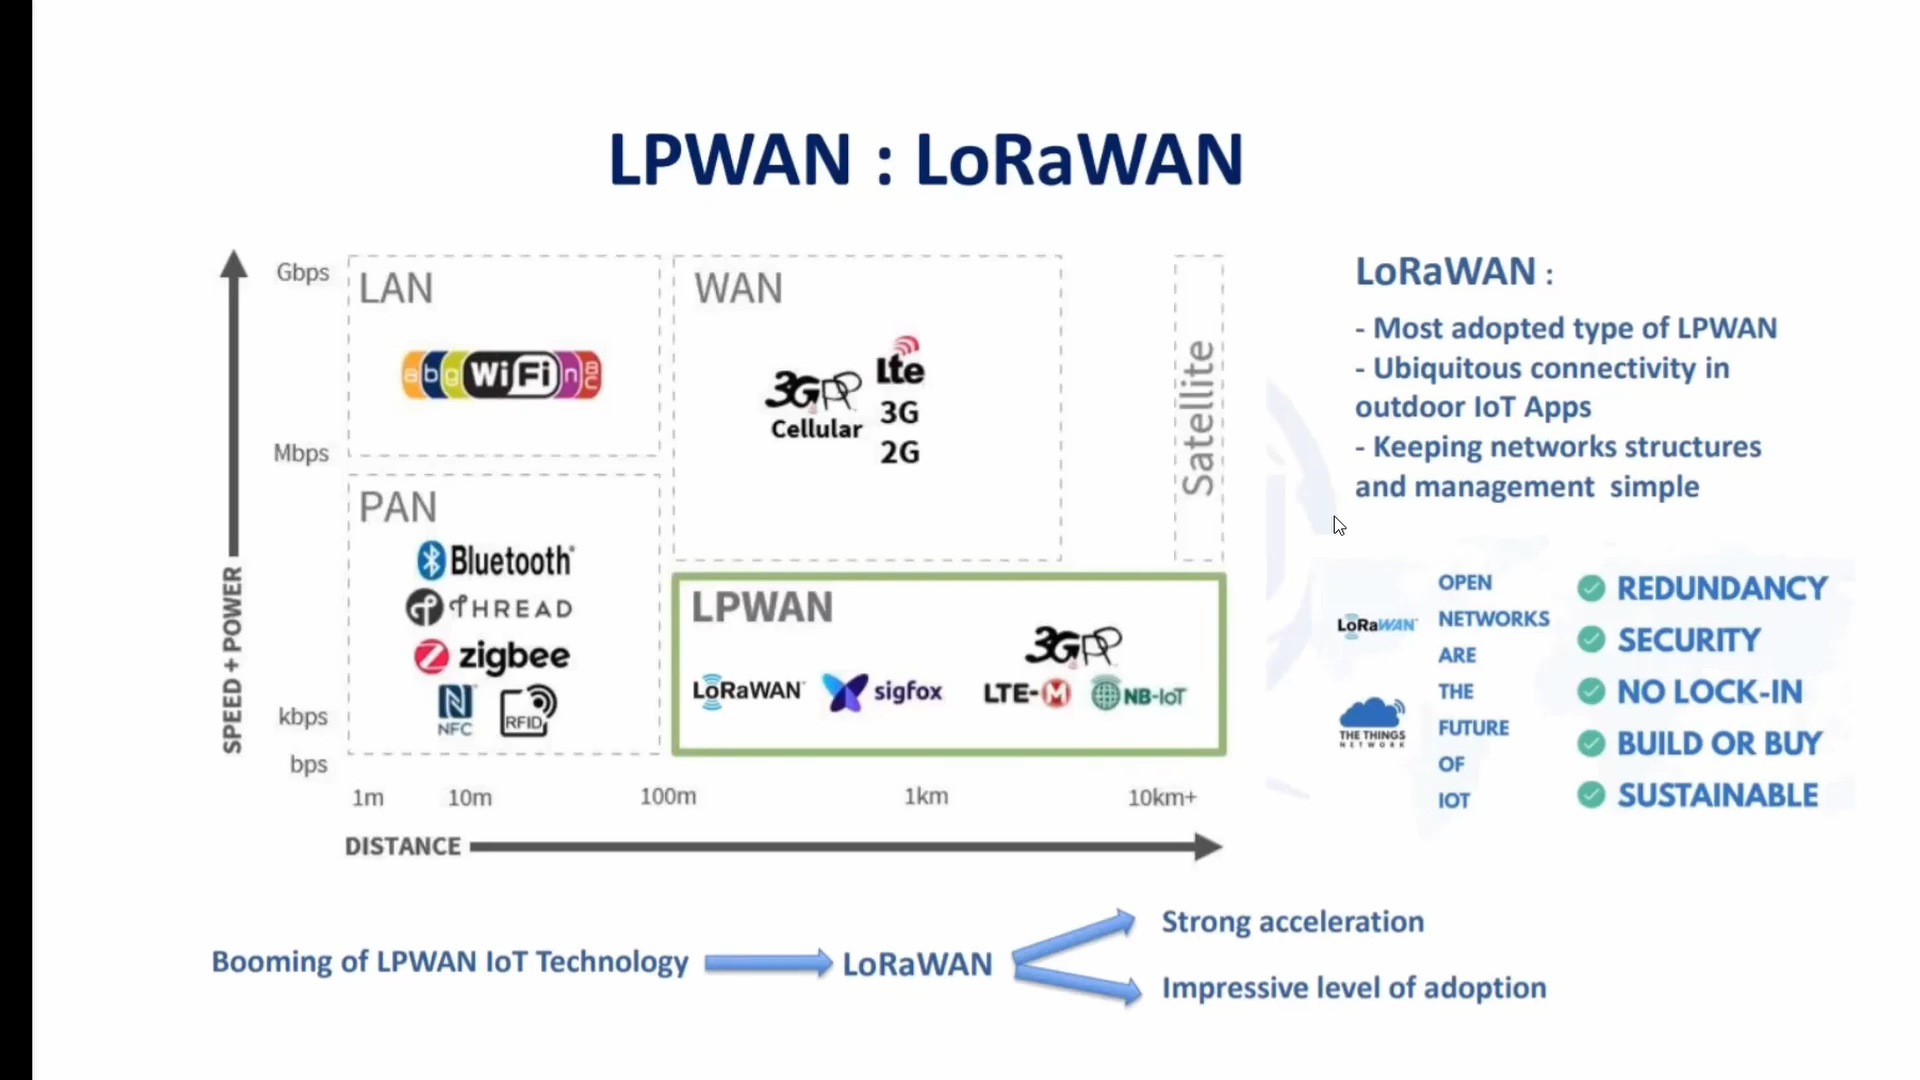 LPWAN : LoRaWAN
Gbps
Mbps
kbps
bps
SPEED + POWER
LAN
abg WiFi n ac
PAN
Bluetooth
THREAD
zigbee
NFC
RFID
WAN
3GPP
Cellular
Lte
3G
2G
Satellite
LPWAN
LoRaWAN
sigfox
3GPP
LTE-M
NB-IoT
1m
10m
100m
1km
10km+
DISTANCE
LoRaWAN :
- Most adopted type of LPWAN
- Ubiquitous connectivity in
outdoor IoT Apps
- Keeping networks structures
and management simple
LoRaWAN
THE THINGS
NETWORK
OPEN
NETWORKS
ARE
THE
FUTURE
OF
IOT
REDUNDANCY
SECURITY
NO LOCK-IN
BUILD OR BUY
SUSTAINABLE
Booming of LPWAN IoT Technology
LoRaWAN
Strong acceleration
Impressive level of adoption